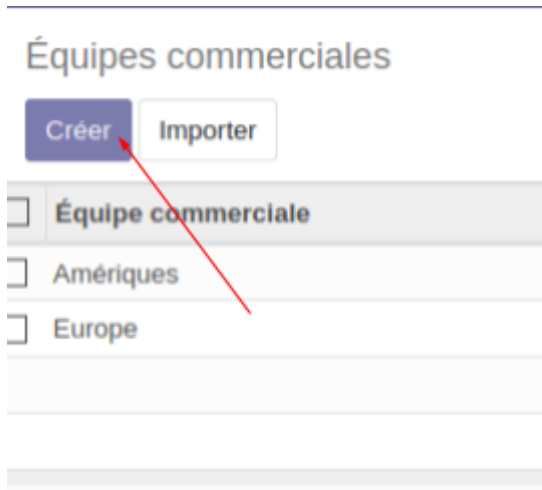 Équipes commerciales
Créer Importer
Équipe commerciale
Amériques
Europe